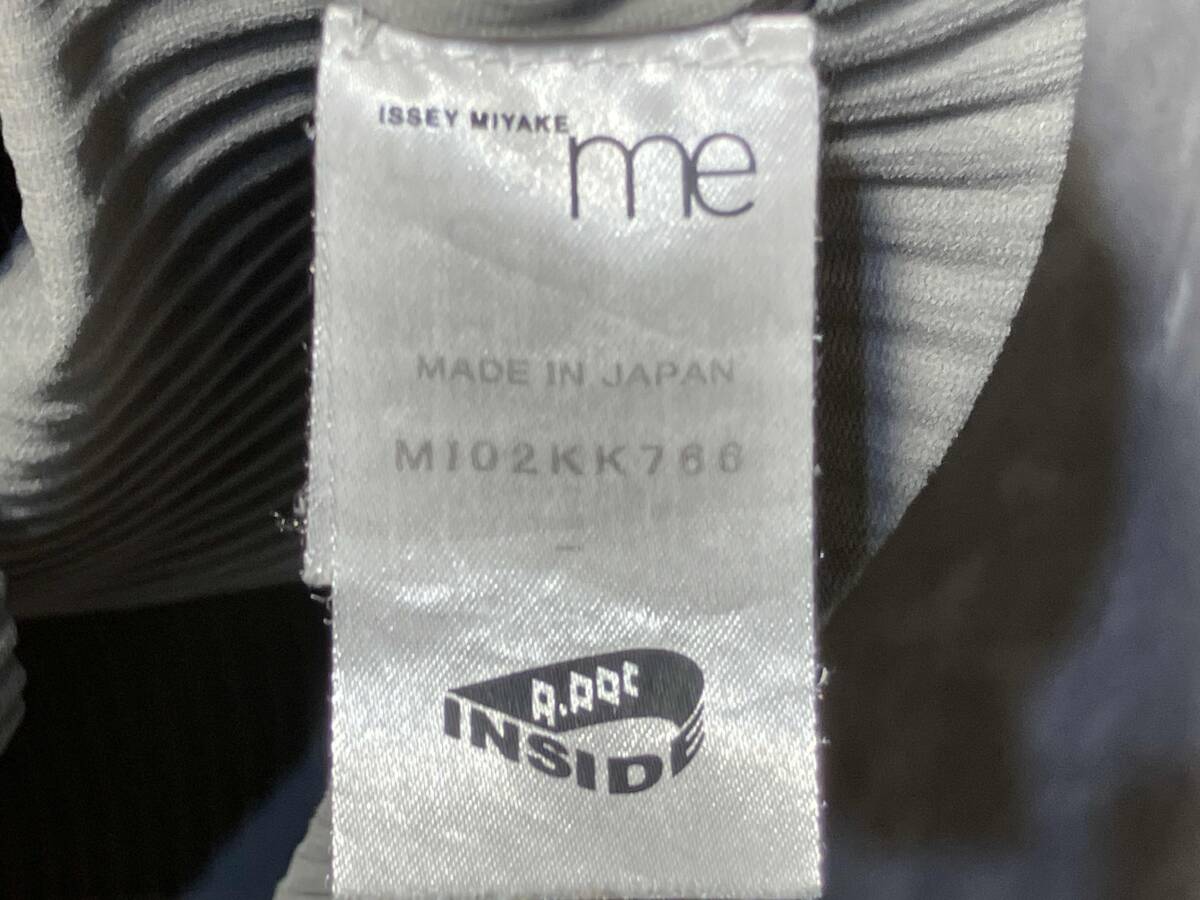 ISSEY MIYAKE
me
MADE IN JAPAN
MI02KK766
–
A.POC
INSIDE